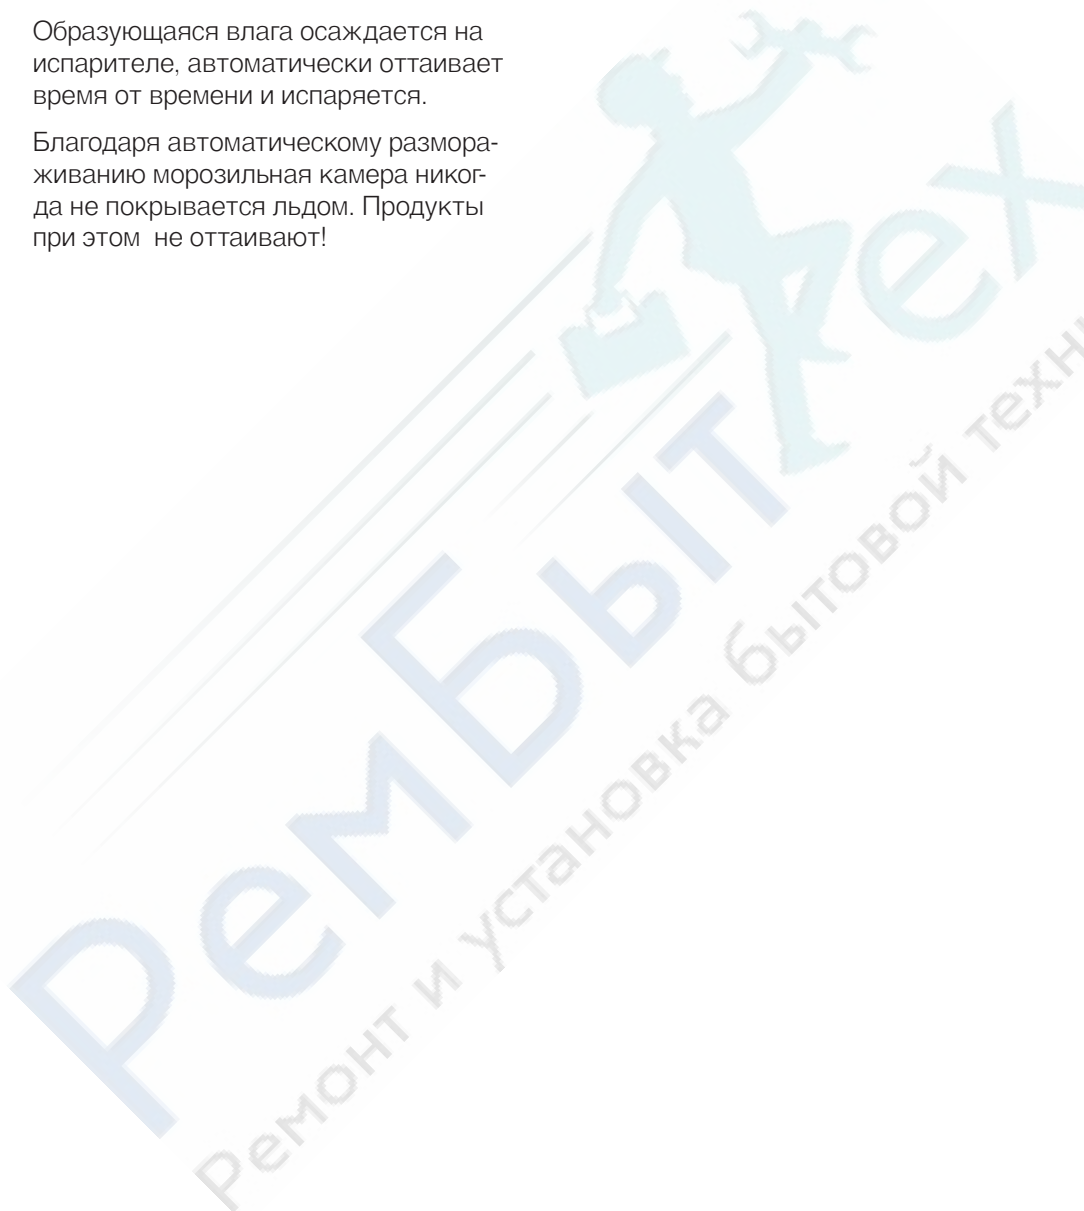 Образующаяся влага осаждается на
испарителе, автоматически оттаивает
время от времени и испаряется.
Благодаря автоматическому размора-
живанию морозильная камера никог-
да не покрывается льдом. Продукты
при этом  не оттаивают!
РемБытТех
Ремонт и установка бытовой техн